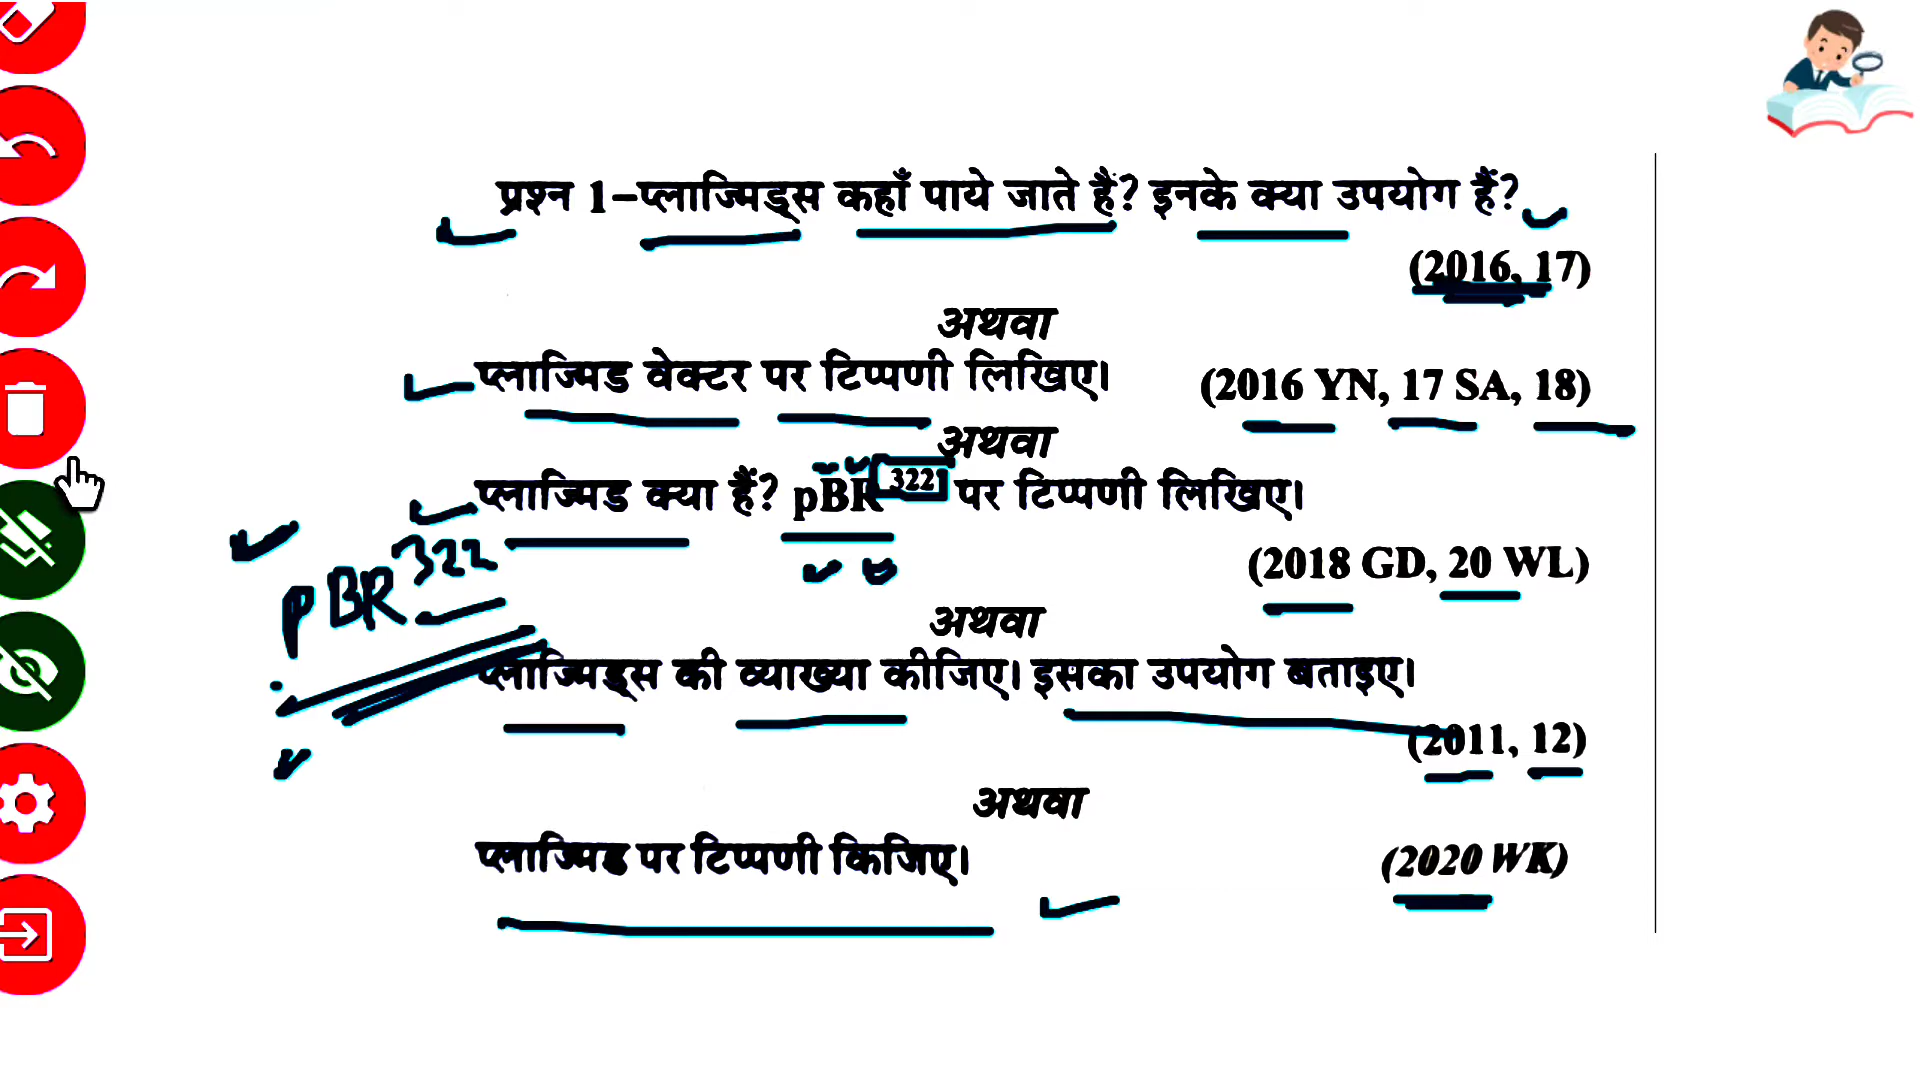 प्रश्न 1–प्लाज्मिड्स कहाँ पाये जाते हैं? इनके क्या उपयोग हैं?
(2016, 17)
अथवा
प्लाज्मिड वेक्टर पर टिप्पणी लिखिए। (2016 YN, 17 SA, 18)
अथवा
प्लाज्मिड क्या हैं? pBR322 पर टिप्पणी लिखिए।
pBR322
(2018 GD, 20 WL)
अथवा
प्लाज्मिड्स की व्याख्या कीजिए। इसका उपयोग बताइए।
(2011, 12)
अथवा
प्लाज्मिड पर टिप्पणी किजिए। (2020 WK)